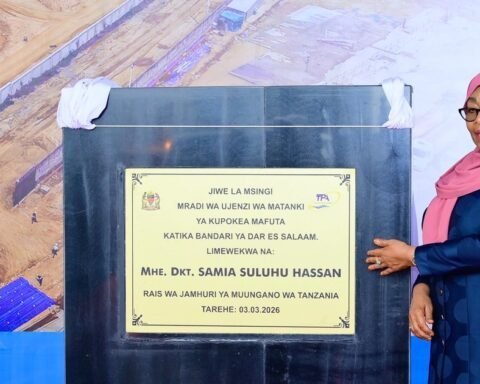 JIWE LA MSINGI
TPA
MRADI WA UJENZI WA MATANKI
YA KUPOKEA MAFUTA
KATIKA BANDARI YA DAR ES SALAAM.
LIMEWEKWA NA:
MHE. DKT. SAMIA SULUHU HASSAN
RAIS WA JAMHURI YA MUUNGANO WA TANZANIA
TAREHE: 03.03.2026